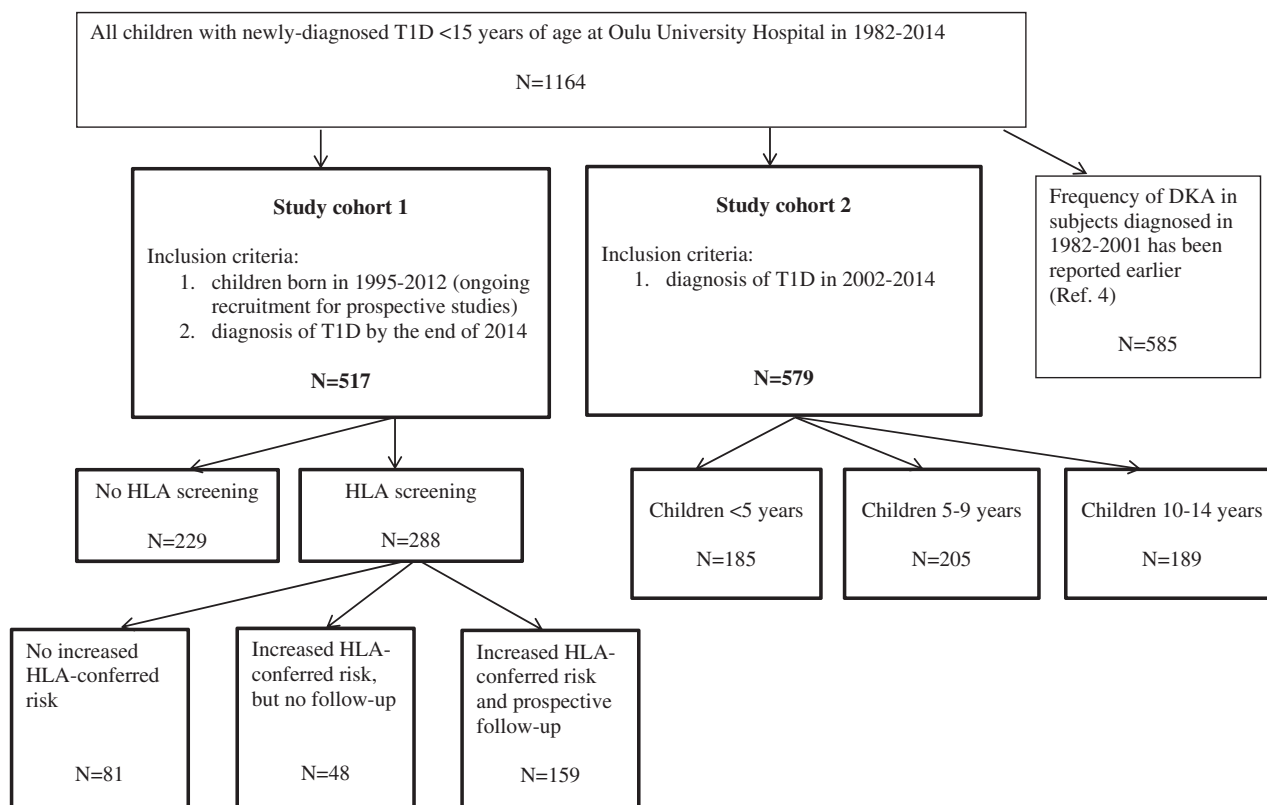 All children with newly-diagnosed T1D <15 years of age at Oulu University Hospital in 1982-2014
N=1164
Study cohort 1
Inclusion criteria:
1. children born in 1995-2012 (ongoing
recruitment for prospective studies)
2. diagnosis of T1D by the end of 2014
N=517
Study cohort 2
Inclusion criteria:
1. diagnosis of T1D in 2002-2014
N=579
Frequency of DKA in
subjects diagnosed in
1982-2001 has been
reported earlier
(Ref. 4)
N=585
No HLA screening
N=229
HLA screening
N=288
Children <5 years
N=185
Children 5-9 years
N=205
Children 10-14 years
N=189
No increased
HLA-conferred
risk
N=81
Increased HLA-
conferred risk,
but no follow-up
N=48
Increased HLA-
conferred risk
and prospective
follow-up
N=159